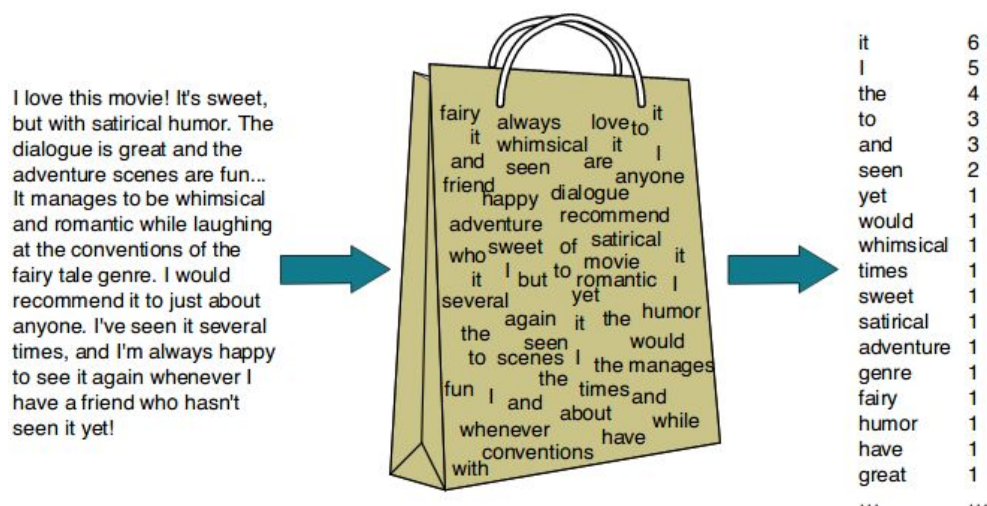 I love this movie! It's sweet,
but with satirical humor. The
dialogue is great and the
adventure scenes are fun...
It manages to be whimsical
and romantic while laughing
at the conventions of the
fairy tale genre. I would
recommend it to just about
anyone. I've seen it several
times, and I'm always happy
to see it again whenever I
have a friend who hasn't
seen it yet!
fairy always love to it
it whimsical it I
and seen are anyone
friend happy dialogue
adventure recommend
who sweet of satirical it
it I but to movie romantic I
several yet
again it the humor
the seen would
to scenes I the manages
fun I the times and
and about while
whenever have
conventions
with
it 6
I 5
the 4
to 3
and 3
seen 2
yet 1
would 1
whimsical 1
times 1
sweet 1
satirical 1
adventure 1
genre 1
fairy 1
humor 1
have 1
great 1
... ...